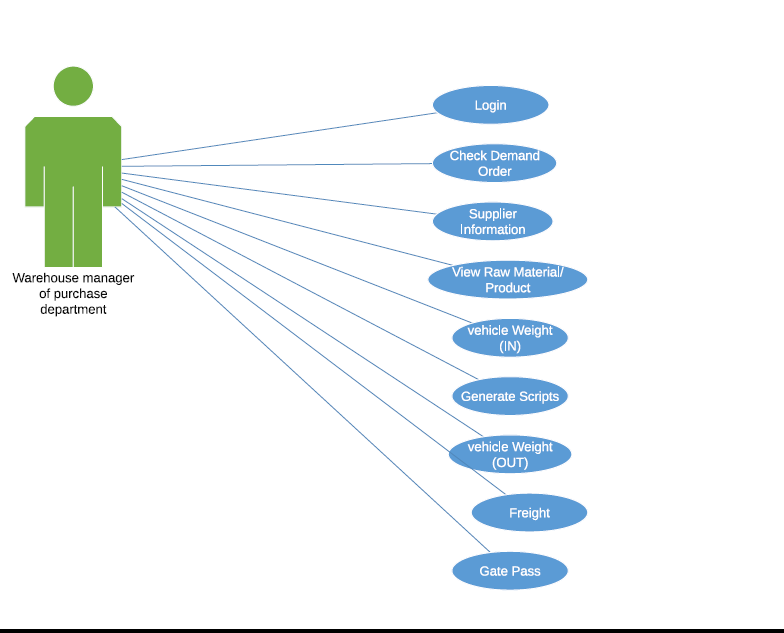 Login
Check Demand
Order
Supplier
Information
View Raw Material/
Product
Warehouse manager
of purchase
department
vehicle Weight
(IN)
Generate Scripts
vehicle Weight
(OUT)
Freight
Gate Pass